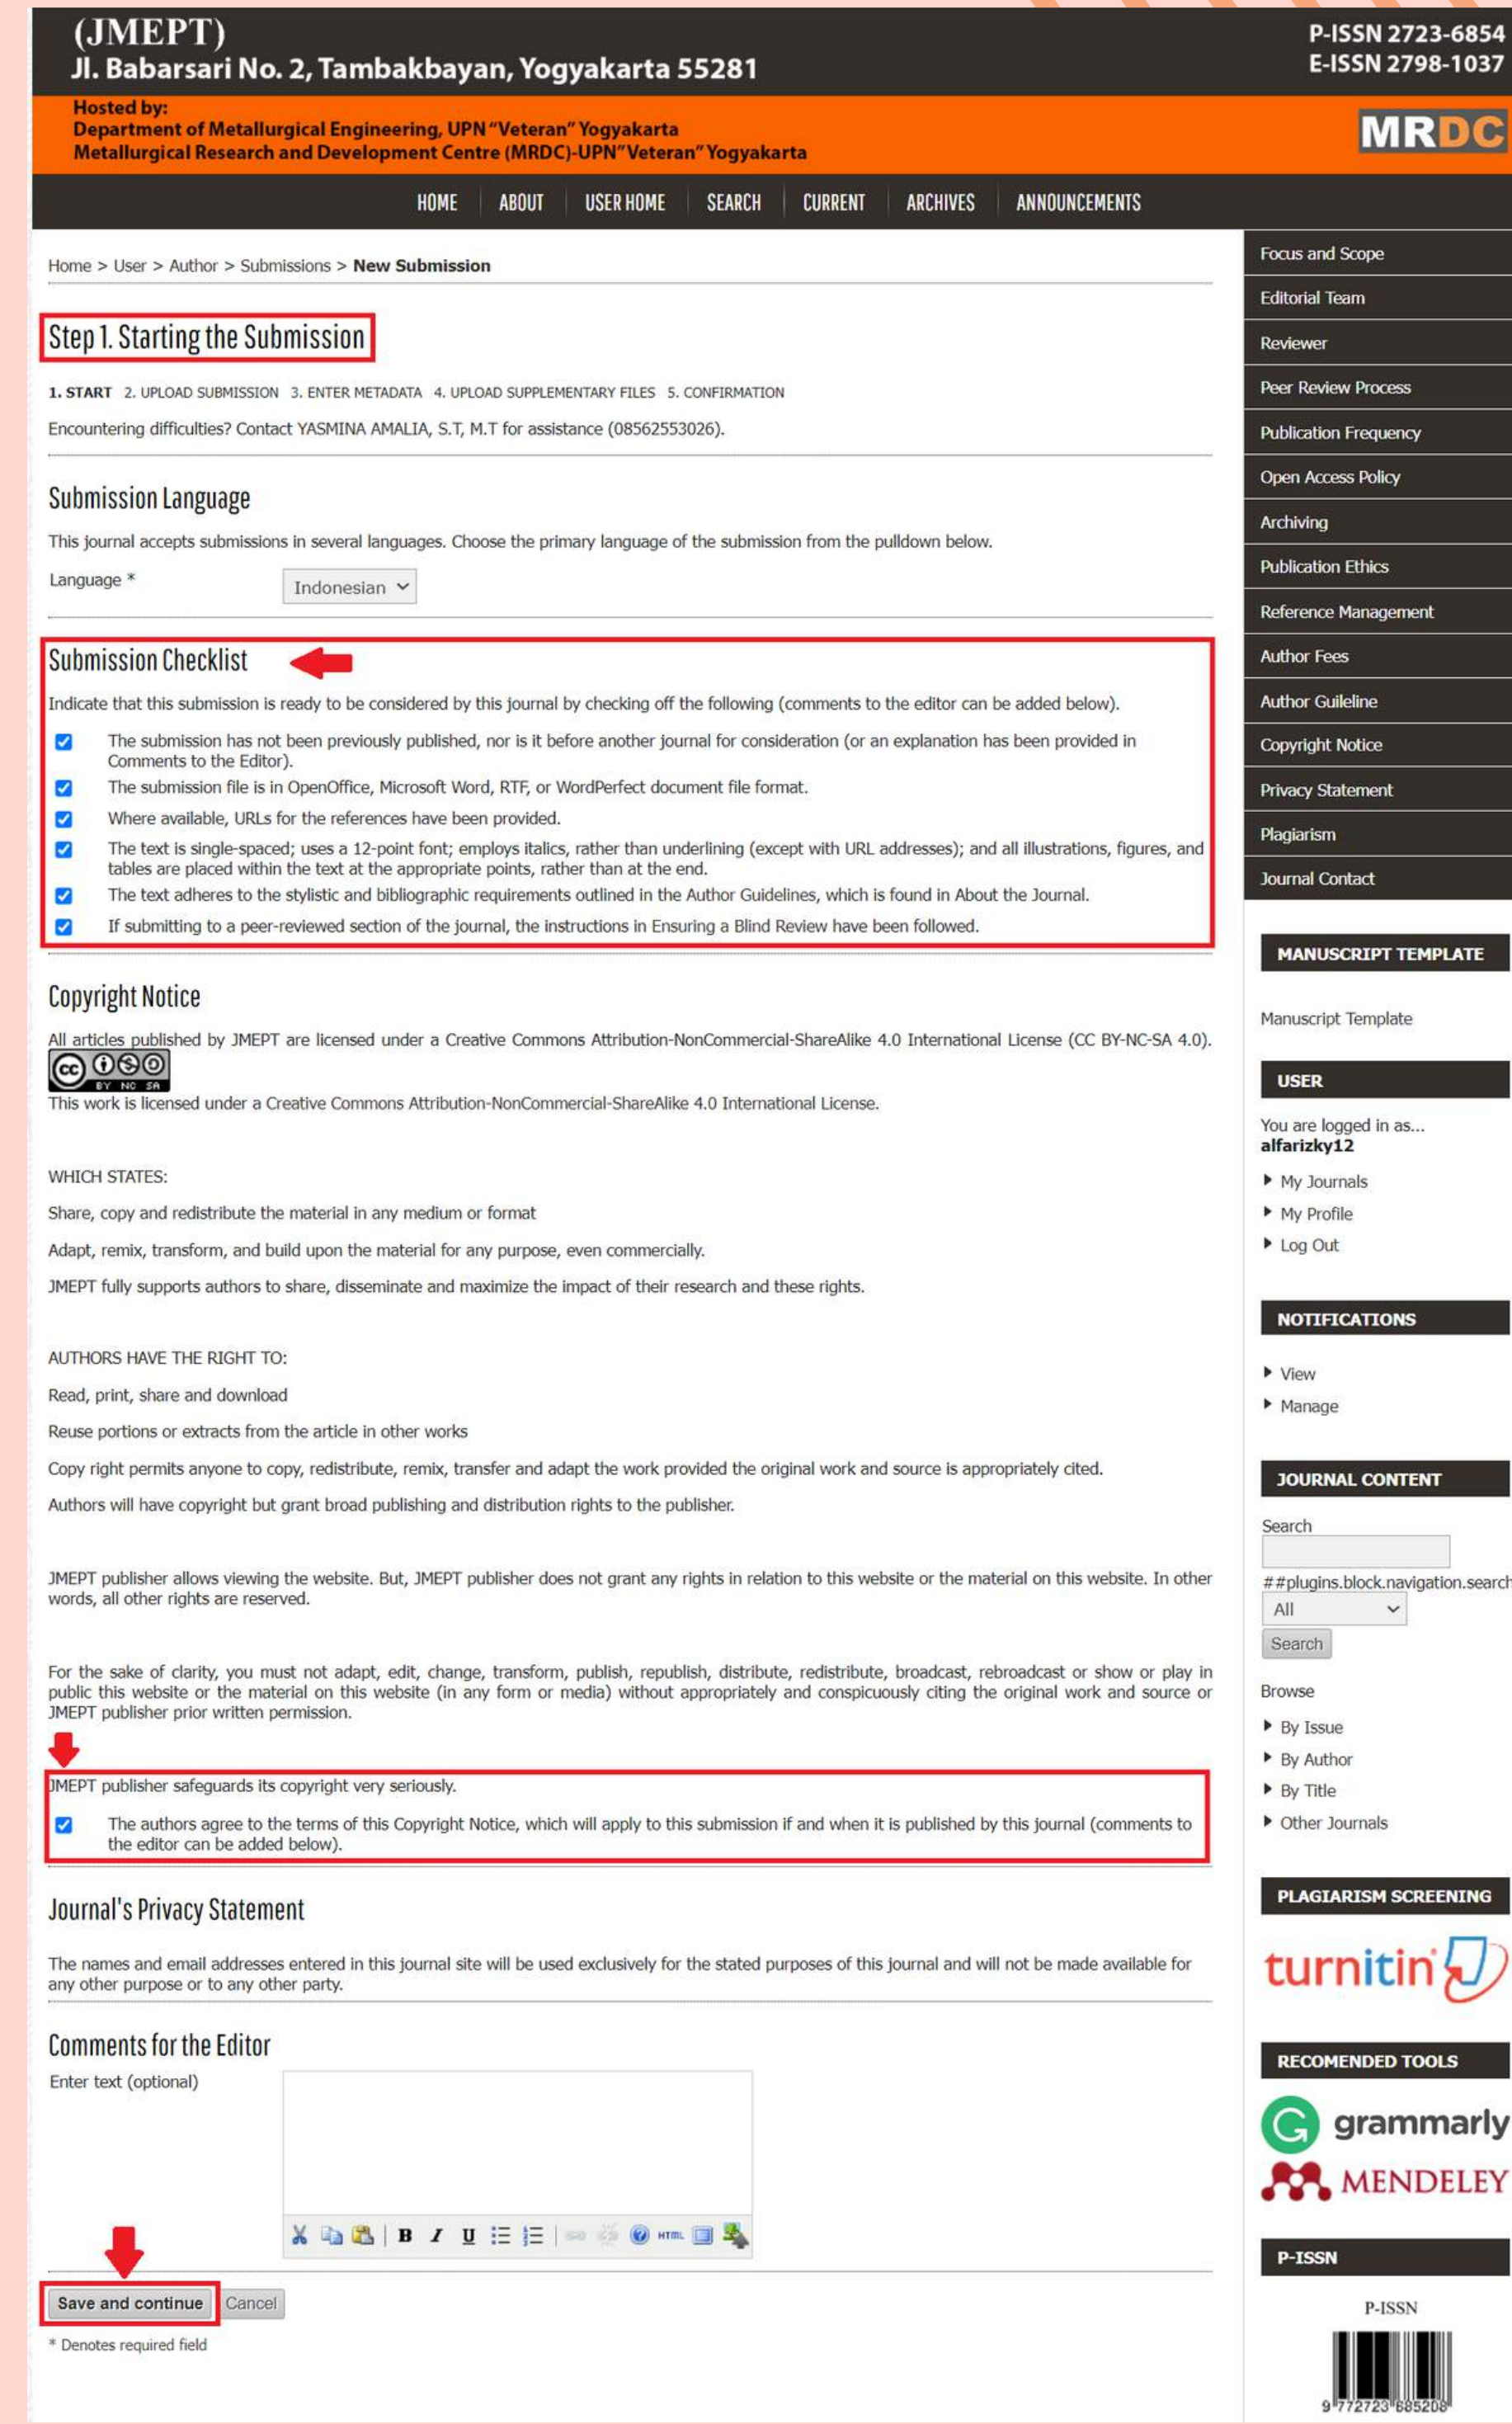 (JMEPT)
Jl. Babarsari No. 2, Tambakbayan, Yogyakarta 55281
P-ISSN 2723-6854
E-ISSN 2798-1037
Hosted by:
Department of Metallurgical Engineering, UPN "Veteran" Yogyakarta
Metallurgical Research and Development Centre (MRDC)-UPN"Veteran" Yogyakarta
MRDC
HOME ABOUT USER HOME SEARCH CURRENT ARCHIVES ANNOUNCEMENTS
Home > User > Author > Submissions > New Submission
Step 1. Starting the Submission
1. START 2. UPLOAD SUBMISSION 3. ENTER METADATA 4. UPLOAD SUPPLEMENTARY FILES 5. CONFIRMATION
Encountering difficulties? Contact YASMINA AMALIA, S.T, M.T for assistance (08562553026).
Submission Language
This journal accepts submissions in several languages. Choose the primary language of the submission from the pulldown below.
Language * Indonesian
Submission Checklist
Indicate that this submission is ready to be considered by this journal by checking off the following (comments to the editor can be added below).
The submission has not been previously published, nor is it before another journal for consideration (or an explanation has been provided in
Comments to the Editor).
The submission file is in OpenOffice, Microsoft Word, RTF, or WordPerfect document file format.
Where available, URLs for the references have been provided.
The text is single-spaced; uses a 12-point font; employs italics, rather than underlining (except with URL addresses); and all illustrations, figures, and
tables are placed within the text at the appropriate points, rather than at the end.
The text adheres to the stylistic and bibliographic requirements outlined in the Author Guidelines, which is found in About the Journal.
If submitting to a peer-reviewed section of the journal, the instructions in Ensuring a Blind Review have been followed.
Copyright Notice
All articles published by JMEPT are licensed under a Creative Commons Attribution-NonCommercial-ShareAlike 4.0 International License (CC BY-NC-SA 4.0).
cc BY NC SA
This work is licensed under a Creative Commons Attribution-NonCommercial-ShareAlike 4.0 International License.
WHICH STATES:
Share, copy and redistribute the material in any medium or format
Adapt, remix, transform, and build upon the material for any purpose, even commercially.
JMEPT fully supports authors to share, disseminate and maximize the impact of their research and these rights.
AUTHORS HAVE THE RIGHT TO:
Read, print, share and download
Reuse portions or extracts from the article in other works
Copy right permits anyone to copy, redistribute, remix, transfer and adapt the work provided the original work and source is appropriately cited.
Authors will have copyright but grant broad publishing and distribution rights to the publisher.
JMEPT publisher allows viewing the website. But, JMEPT publisher does not grant any rights in relation to this website or the material on this website. In other
words, all other rights are reserved.
For the sake of clarity, you must not adapt, edit, change, transform, publish, republish, distribute, redistribute, broadcast, rebroadcast or show or play in
public this website or the material on this website (in any form or media) without appropriately and conspicuously citing the original work and source or
JMEPT publisher prior written permission.
JMEPT publisher safeguards its copyright very seriously.
The authors agree to the terms of this Copyright Notice, which will apply to this submission if and when it is published by this journal (comments to
the editor can be added below).
Journal's Privacy Statement
The names and email addresses entered in this journal site will be used exclusively for the stated purposes of this journal and will not be made available for
any other purpose or to any other party.
Comments for the Editor
Enter text (optional)
B I U HTML
Save and continue Cancel
* Denotes required field
Focus and Scope
Editorial Team
Reviewer
Peer Review Process
Publication Frequency
Open Access Policy
Archiving
Publication Ethics
Reference Management
Author Fees
Author Guileline
Copyright Notice
Privacy Statement
Plagiarism
Journal Contact
MANUSCRIPT TEMPLATE
Manuscript Template
USER
You are logged in as...
alfarizky12
My Journals
My Profile
Log Out
NOTIFICATIONS
View
Manage
JOURNAL CONTENT
Search
##plugins.block.navigation.search
All
Search
Browse
By Issue
By Author
By Title
Other Journals
PLAGIARISM SCREENING
turnitin
RECOMENDED TOOLS
grammarly
MENDELEY
P-ISSN
P-ISSN
9 772723 685208